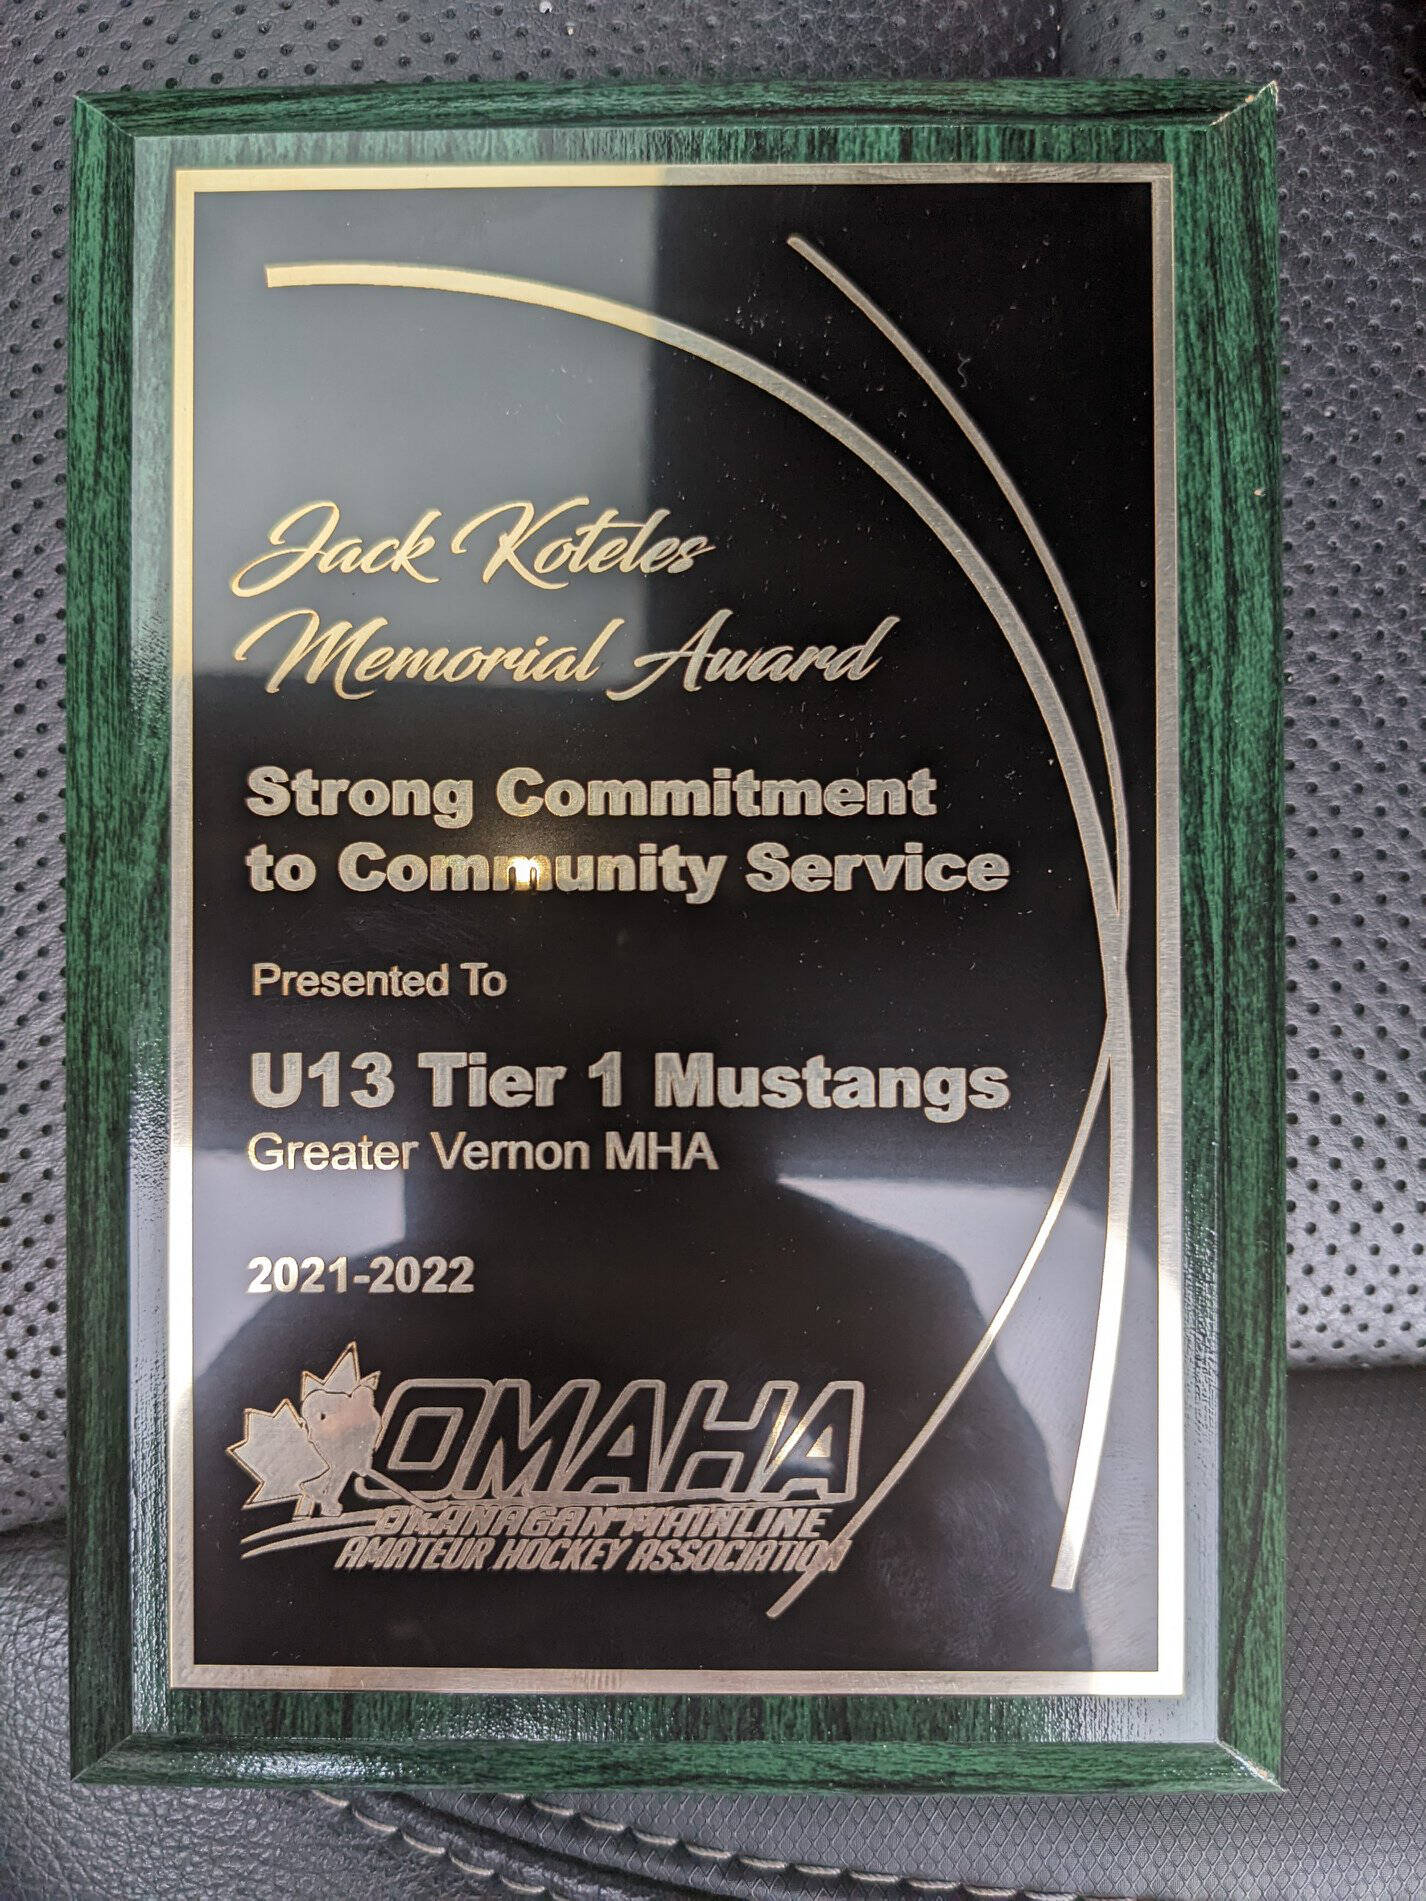 Jack Koteles
Memorial Award
Strong Commitment
to Community Service
Presented To
U13 Tier 1 Mustangs
Greater Vernon MHA
2021-2022
OMAHA
OKANAGAN MAINLINE
AMATEUR HOCKEY ASSOCIATION